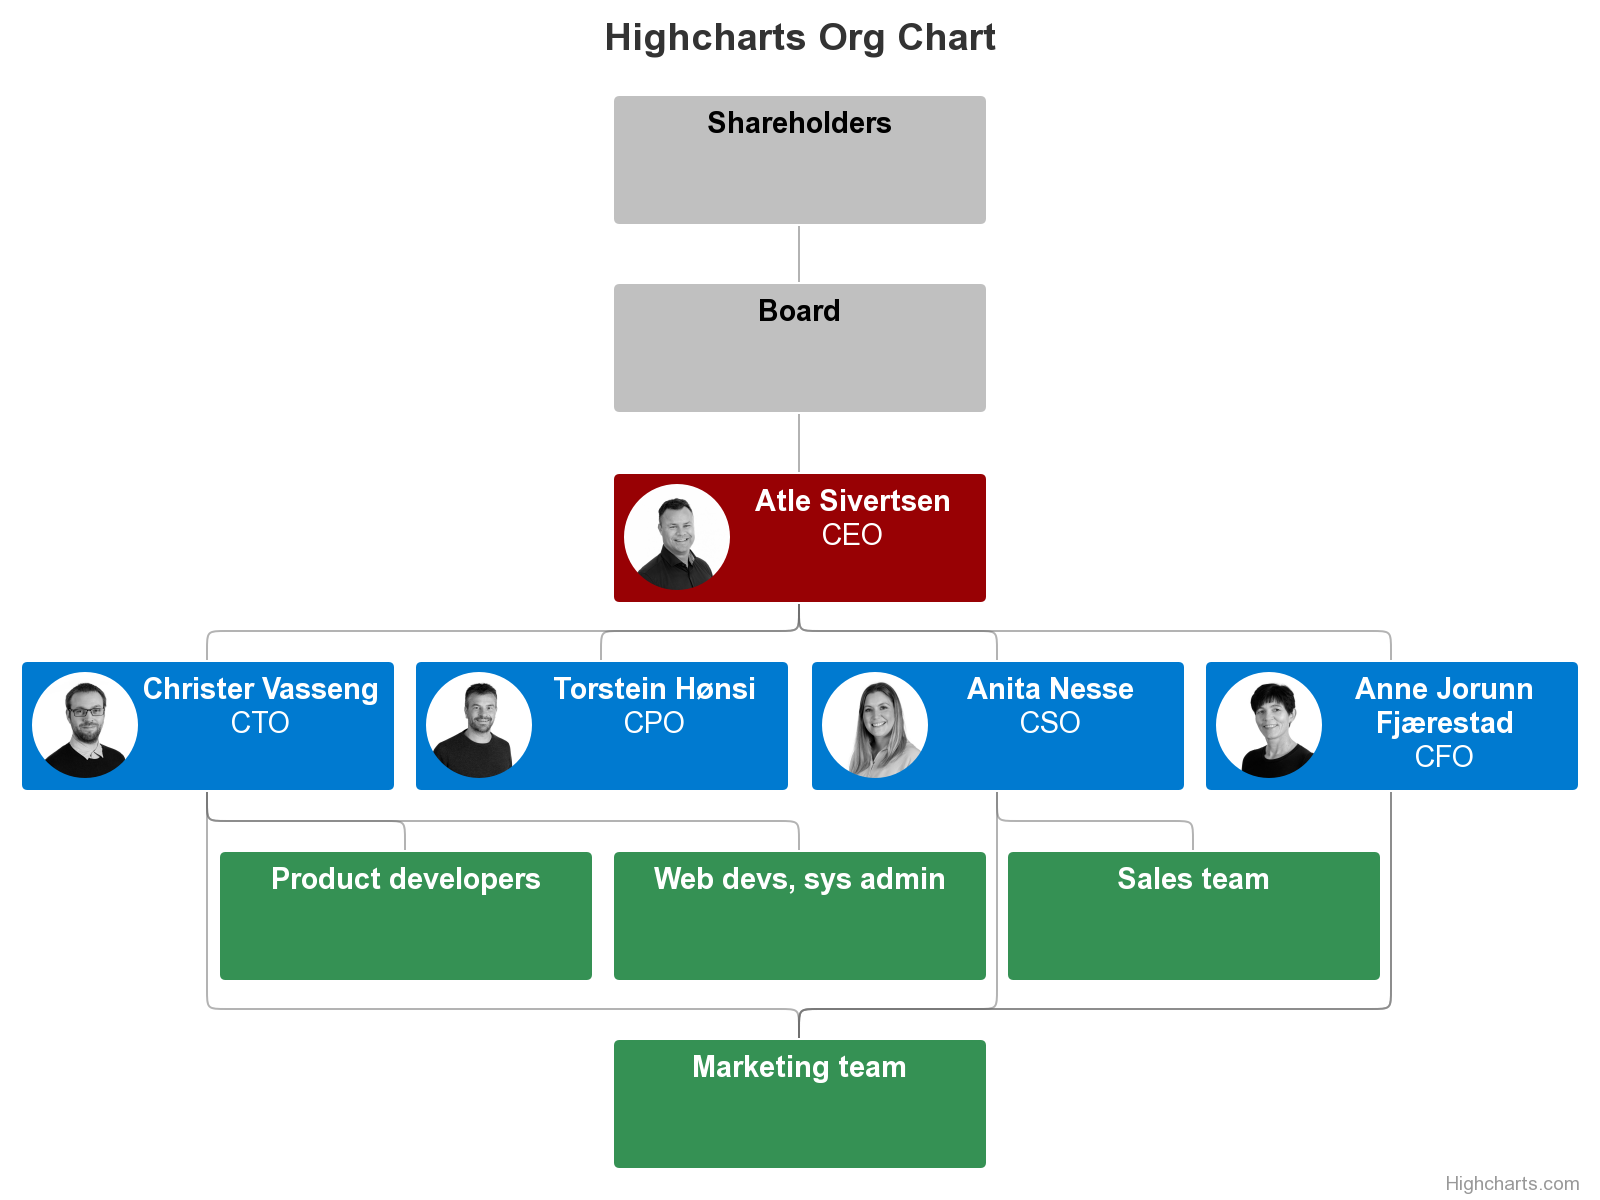 Highcharts Org Chart
Shareholders
Board
Atle Sivertsen
CEO
Christer Vasseng
CTO
Torstein Hønsi
CPO
Anita Nesse
CSO
Anne Jorunn
Fjærestad
CFO
Product developers
Web devs, sys admin
Sales team
Marketing team
Highcharts.com